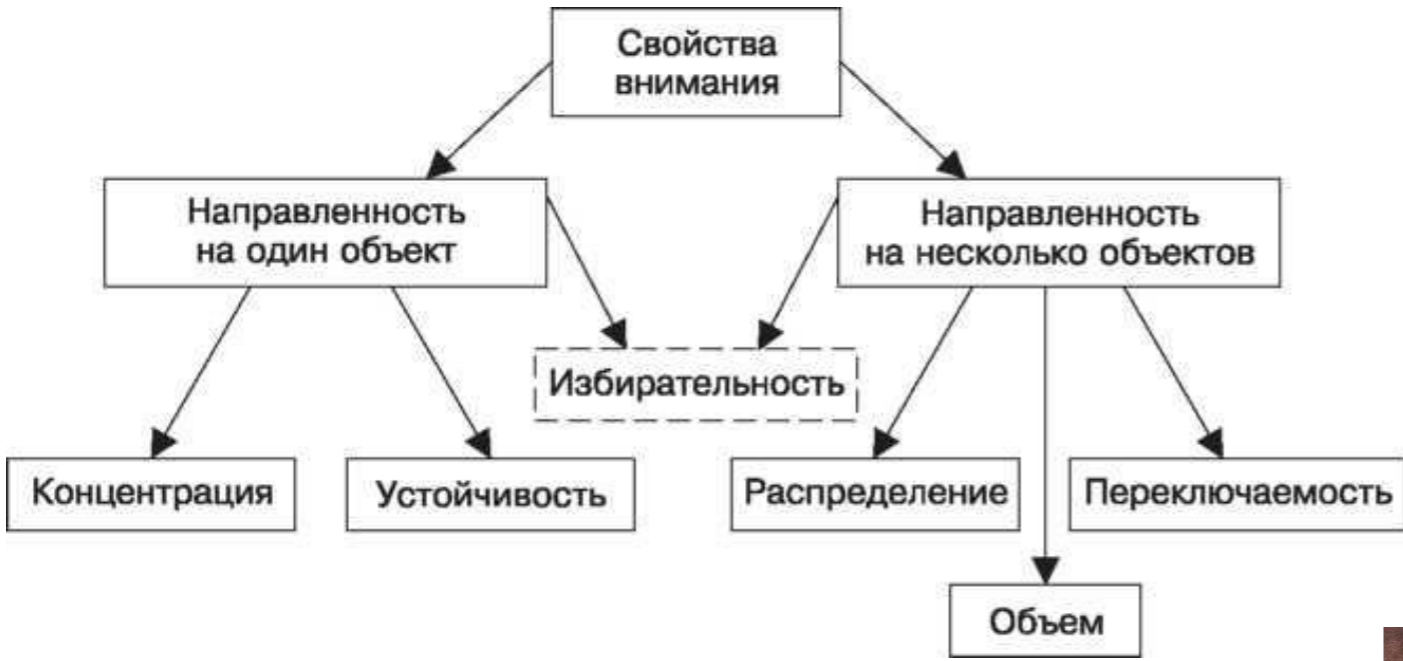 Свойства
внимания
Направленность
на один объект
Направленность
на несколько объектов
Избирательность
Концентрация
Устойчивость
Распределение
Переключаемость
Объем